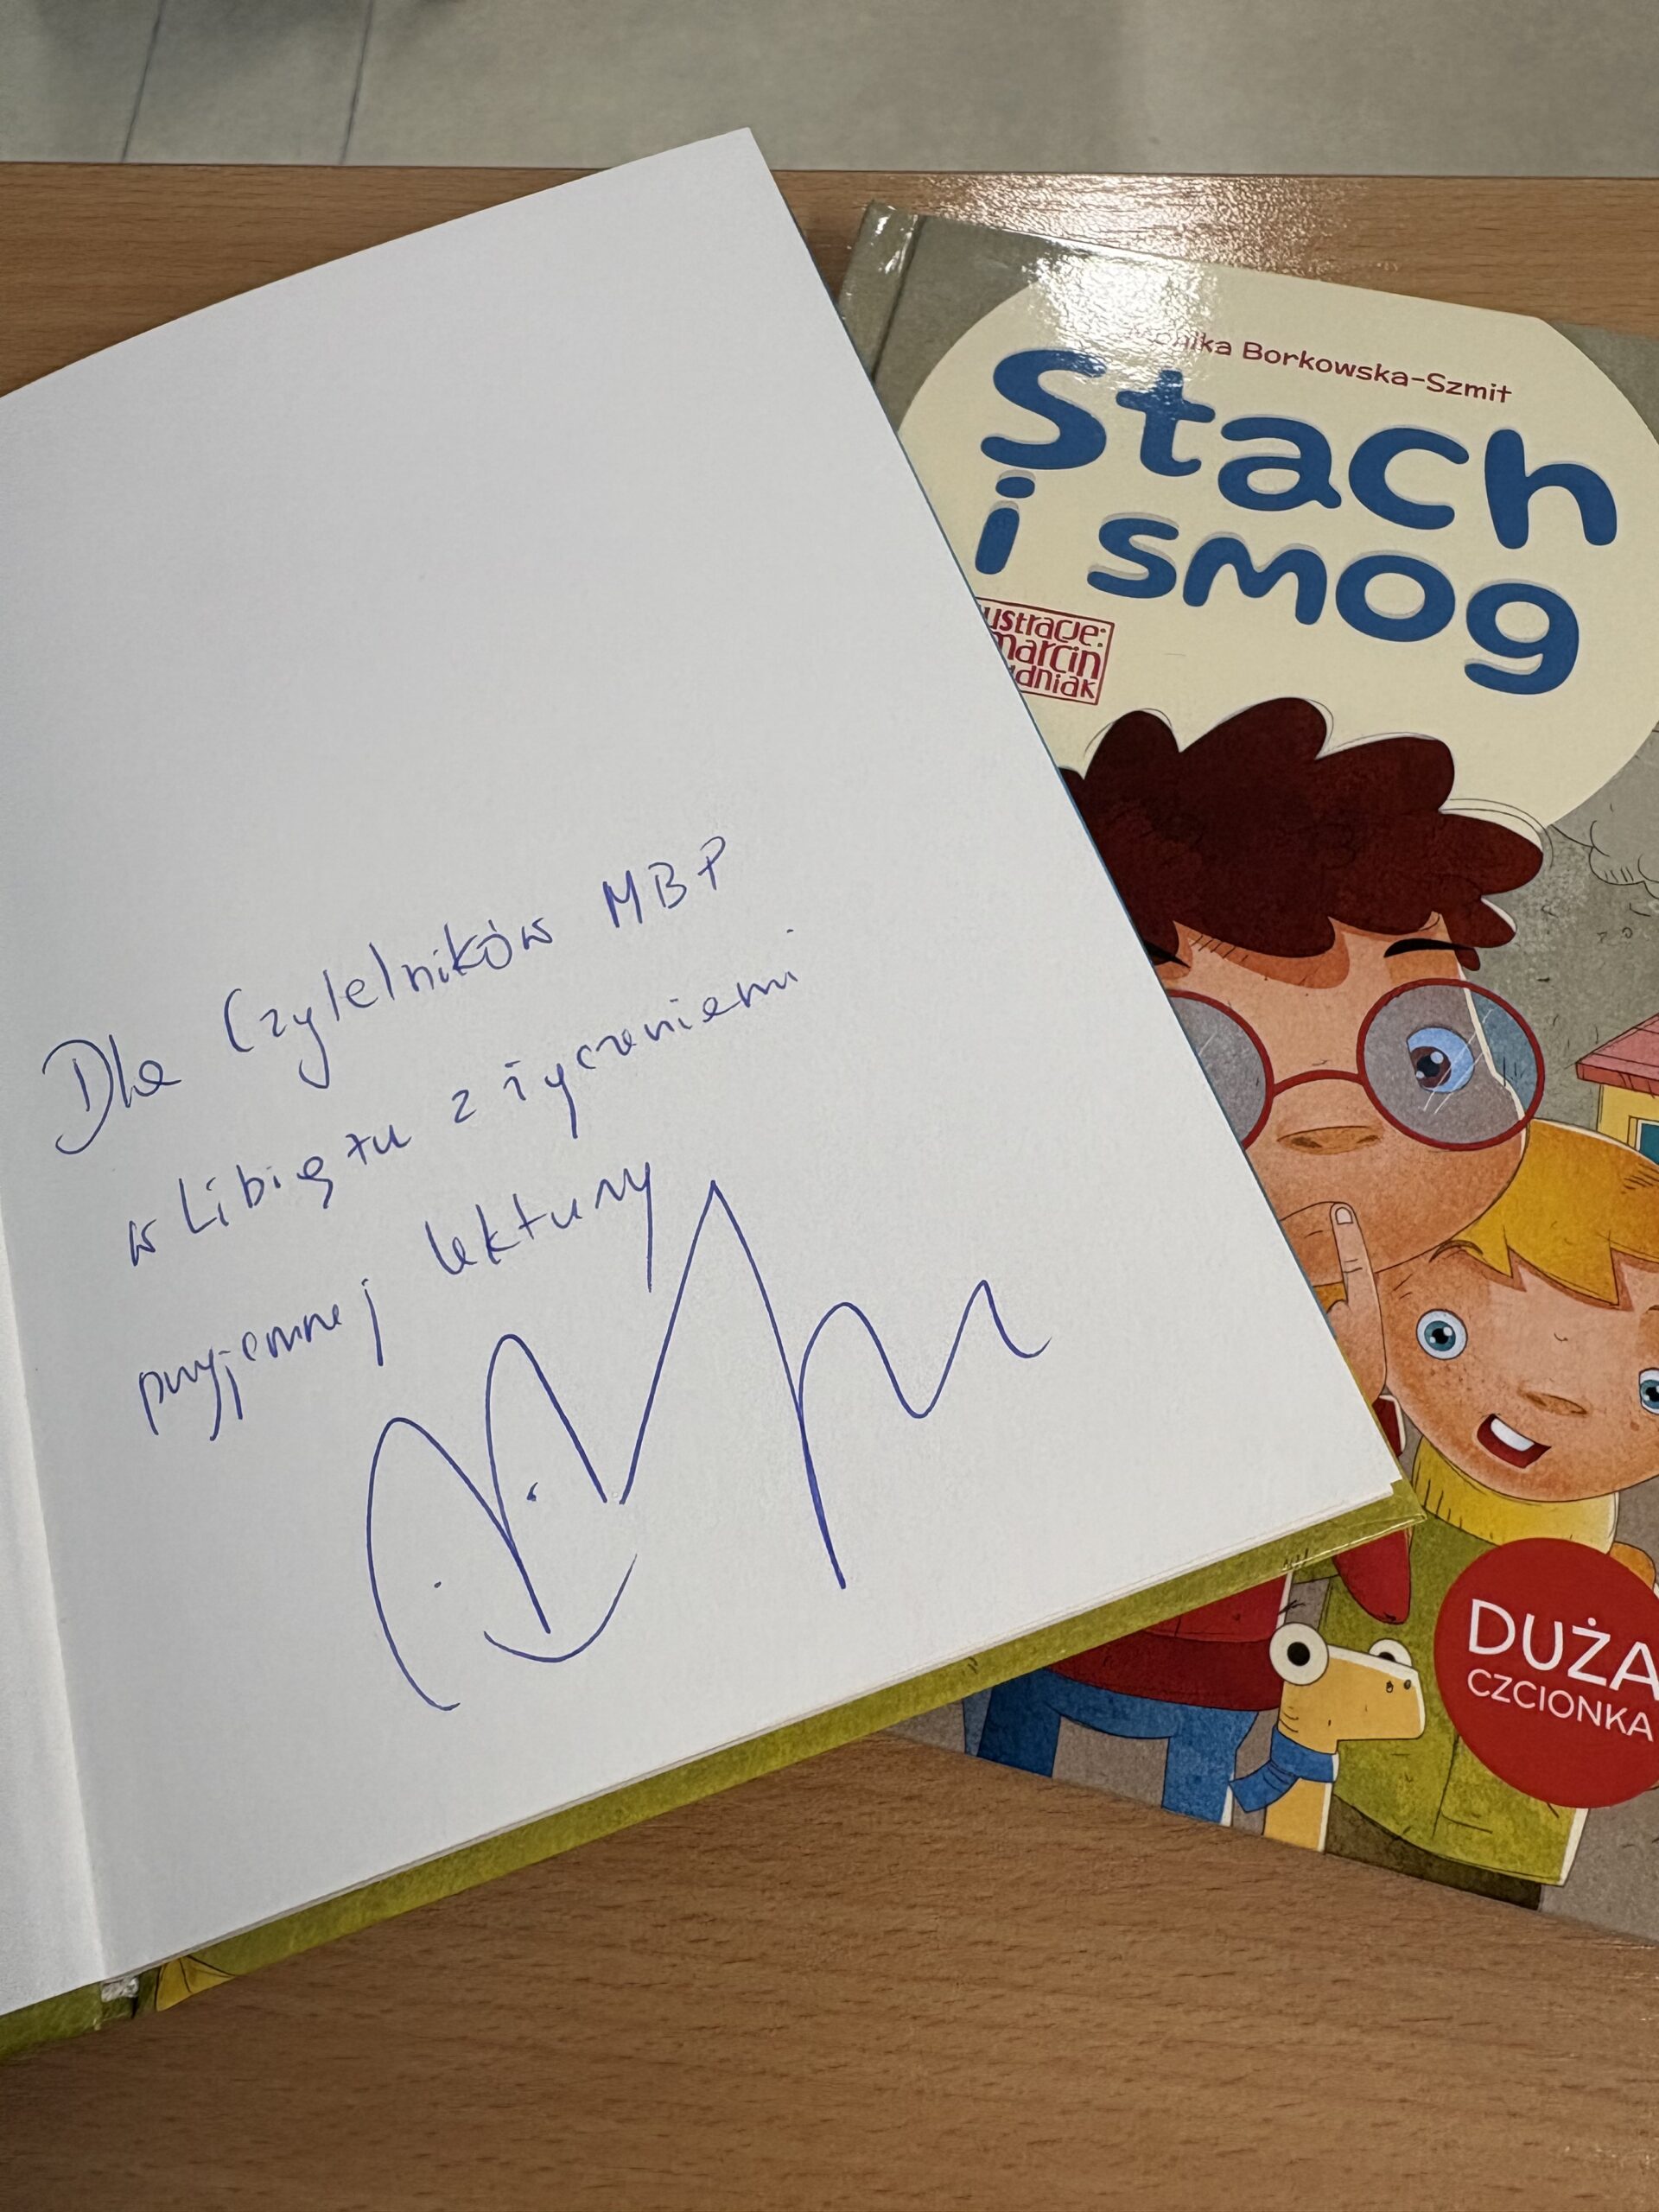 Dla Czytelników MBP
w Libiążu z życzeniami
przyjemnej lektury
Borkowska-Szmit
Stach
i smog
marcin
DUŻA
CZCIONKA